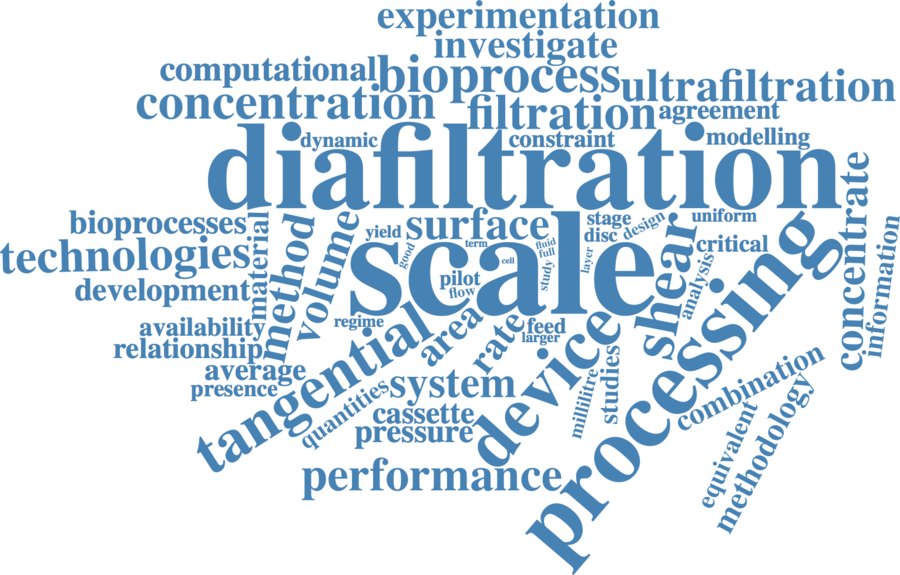 experimentation
investigate
computational
bioprocess
ultrafiltration
concentration
filtration
agreement
dynamic
constraint
modelling
diafiltration
bioprocesses
material
method
volume
yield
surface
stage
design
uniform
shear
concentrate
technologies
good
term
fluid
full
disc
layer
critical
information
scale
cell
study
analysis
processing
development
pilot
flow
availability
regime
area
rate
feed
larger
relationship
tangential
device
average
presence
quantities
system
millilitre
studies
combination
cassette
pressure
equivalent
methodology
performance